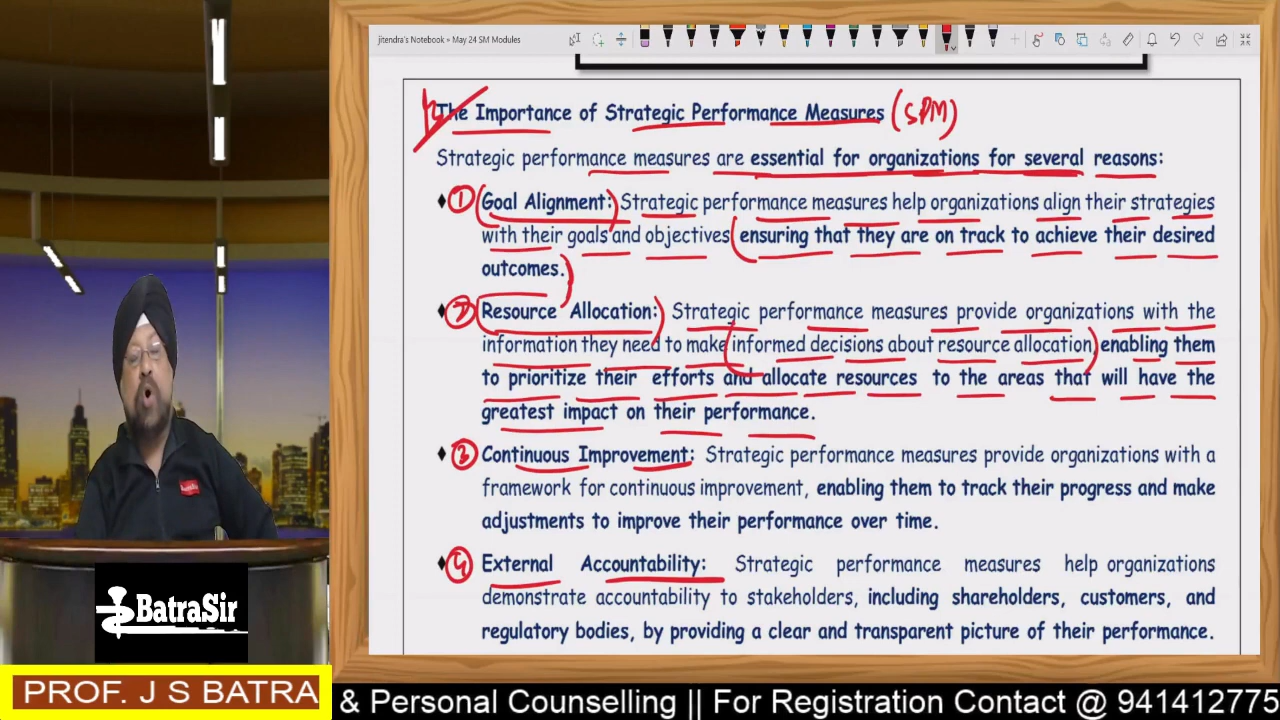 jitendra's Notebook » May 24 SM Modules
The Importance of Strategic Performance Measures (SPM)
Strategic performance measures are essential for organizations for several reasons:
♦ 1 Goal Alignment: Strategic performance measures help organizations align their strategies
with their goals and objectives ensuring that they are on track to achieve their desired
outcomes.
♦ 2 Resource Allocation: Strategic performance measures provide organizations with the
information they need to make informed decisions about resource allocation, enabling them
to prioritize their efforts and allocate resources to the areas that will have the
greatest impact on their performance.
♦ 3 Continuous Improvement: Strategic performance measures provide organizations with a
framework for continuous improvement, enabling them to track their progress and make
adjustments to improve their performance over time.
♦ 4 External Accountability: Strategic performance measures help organizations
demonstrate accountability to stakeholders, including shareholders, customers, and
regulatory bodies, by providing a clear and transparent picture of their performance.
BatraSir
PROF. J S BATRA
& Personal Counselling || For Registration Contact @ 941412775